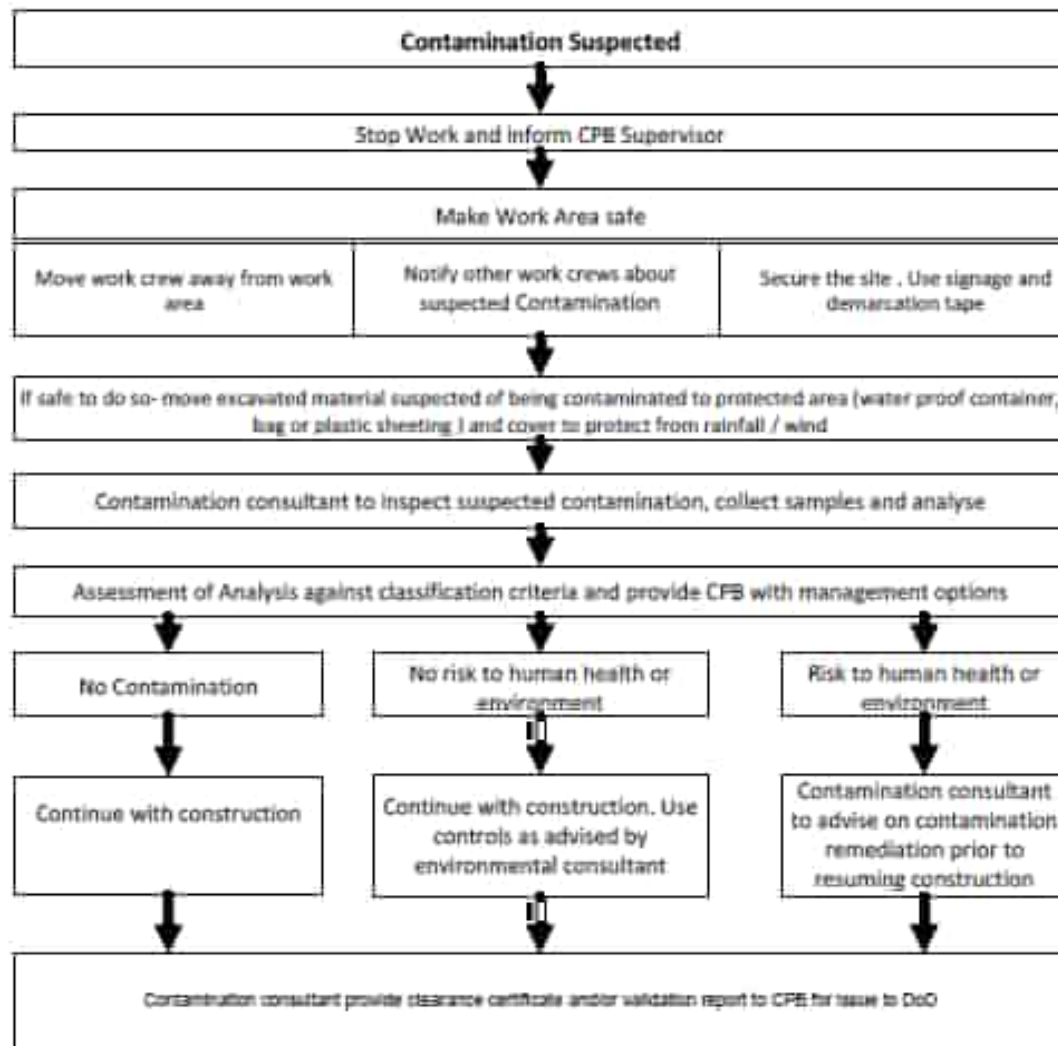 Contamination Suspected
Stop Work and inform CPB Supervisor
Make Work Area safe
Move work crew away from work
area
Notify other work crews about
suspected Contamination
Secure the site . Use signage and
demarsation tape
If safe to do so- move excavated material suspected of being contaminated to protected area (water proof container,
bag or plastic sheeting ) and cover to protect from rainfall / wind
Contamination consultant to inspect suspected contamination, collect samples and analyse
Assessment of Analysis against classification criteria and provide CPB with management options
No Contamination
No risk to human health or
environment
Risk to human health or
environment
Continue with construction
Continue with construction. Use
controls as advised by
environmental consultant
Contamination consultant
to advise on contamination
remediation prior to
resuming construction
Contamination consultant provide clearance certificate and/or validation report to CPB for issue to DoD